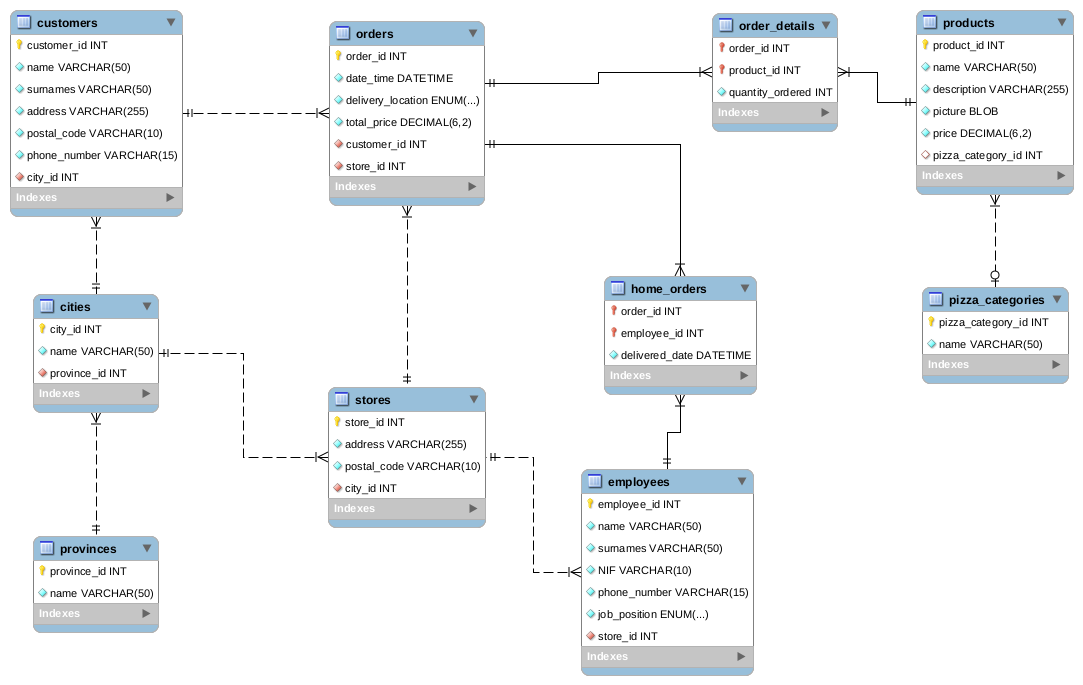 customers
customer_id INT
name VARCHAR(50)
surnames VARCHAR(50)
address VARCHAR(255)
postal_code VARCHAR(10)
phone_number VARCHAR(15)
city_id INT
Indexes
orders
order_id INT
date_time DATETIME
delivery_location ENUM(...)
total_price DECIMAL(6,2)
customer_id INT
store_id INT
Indexes
order_details
order_id INT
product_id INT
quantity_ordered INT
Indexes
products
product_id INT
name VARCHAR(50)
description VARCHAR(255)
picture BLOB
price DECIMAL(6,2)
pizza_category_id INT
Indexes
cities
city_id INT
name VARCHAR(50)
province_id INT
Indexes
home_orders
order_id INT
employee_id INT
delivered_date DATETIME
Indexes
pizza_categories
pizza_category_id INT
name VARCHAR(50)
Indexes
stores
store_id INT
address VARCHAR(255)
postal_code VARCHAR(10)
city_id INT
Indexes
employees
employee_id INT
name VARCHAR(50)
surnames VARCHAR(50)
NIF VARCHAR(10)
phone_number VARCHAR(15)
job_position ENUM(...)
store_id INT
Indexes
provinces
province_id INT
name VARCHAR(50)
Indexes